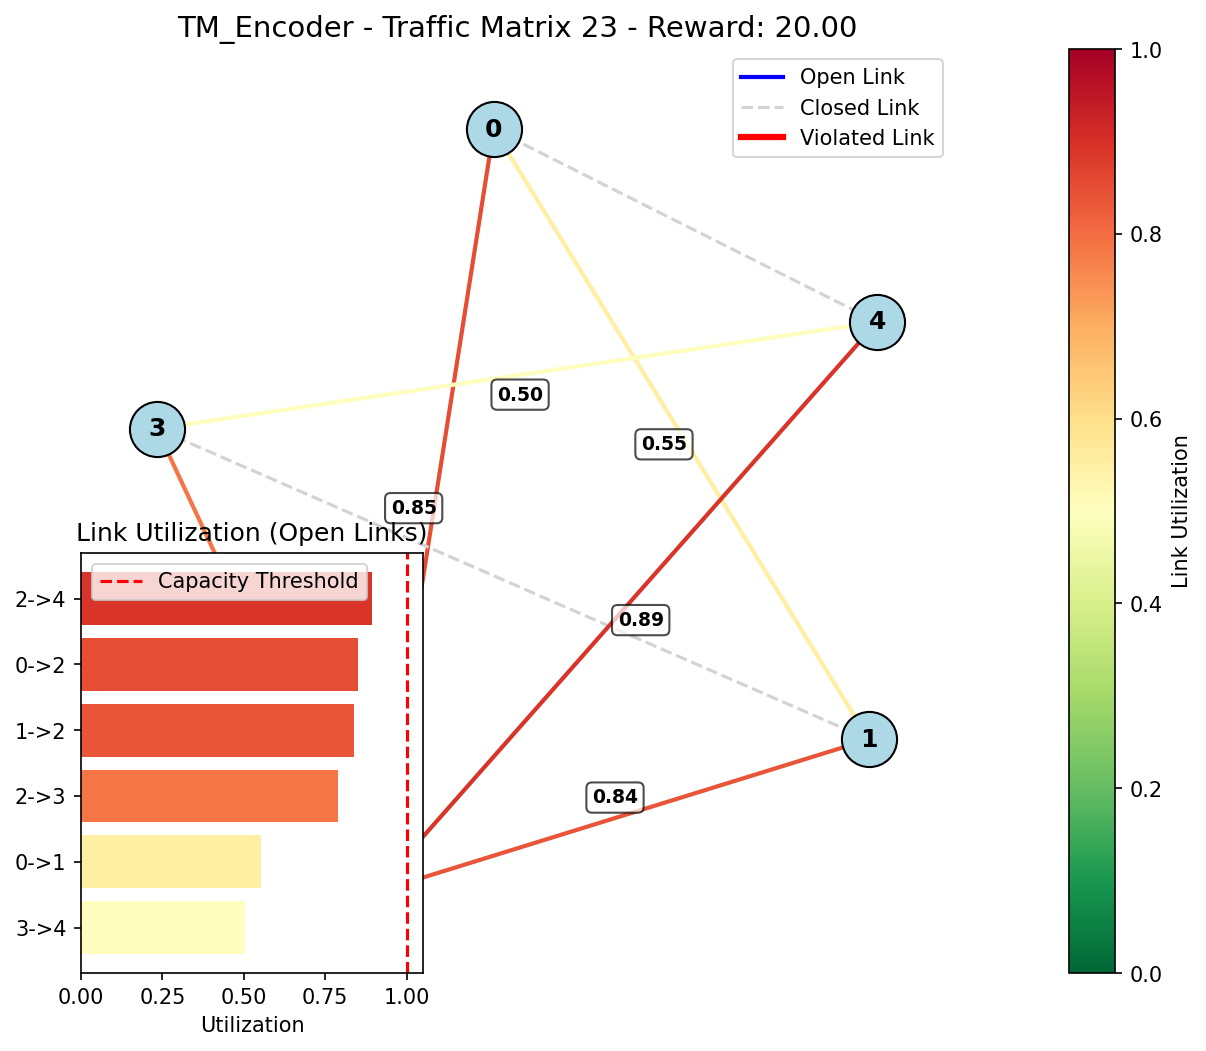 TM_Encoder - Traffic Matrix 23 - Reward: 20.00
Open Link
Closed Link
Violated Link
0
4
3
1
0.50
0.55
0.85
0.89
0.84
Link Utilization (Open Links)
Capacity Threshold
2->4
0->2
1->2
2->3
0->1
3->4
0.00 0.25 0.50 0.75 1.00
Utilization
1.0
0.8
0.6
0.4
0.2
0.0
Link Utilization